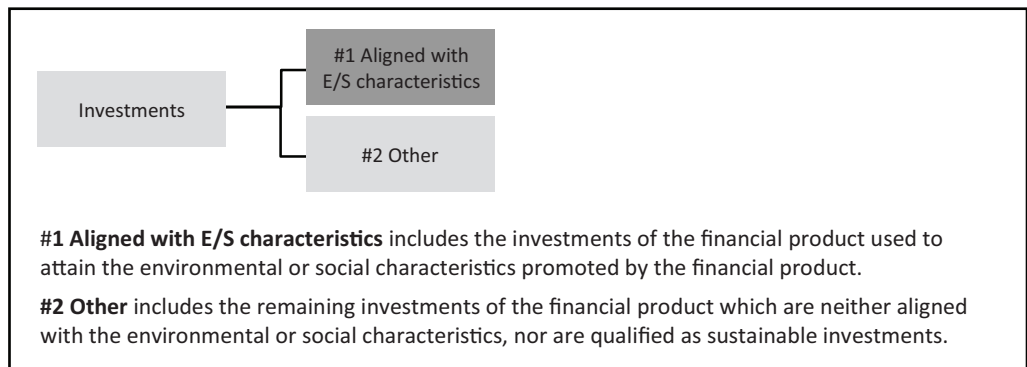 #1 Aligned with
E/S characteristics
Investments
#2 Other
#1 Aligned with E/S characteristics includes the investments of the financial product used to
attain the environmental or social characteristics promoted by the financial product.
#2 Other includes the remaining investments of the financial product which are neither aligned
with the environmental or social characteristics, nor are qualified as sustainable investments.